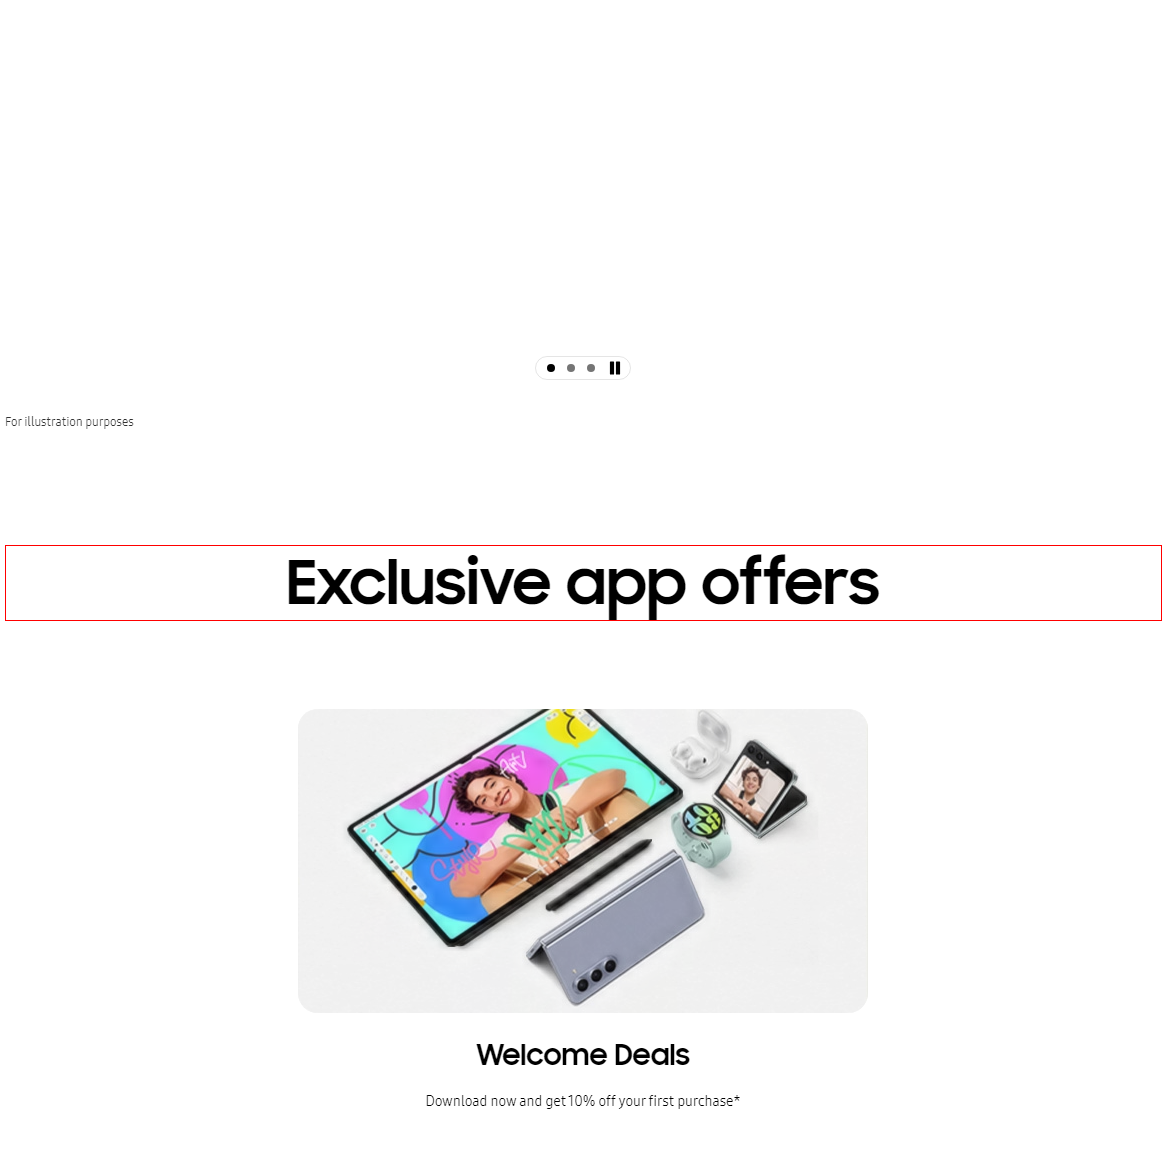 For illustration purposes
Exclusive app offers
Welcome Deals
Download now and get 10% off your first purchase*